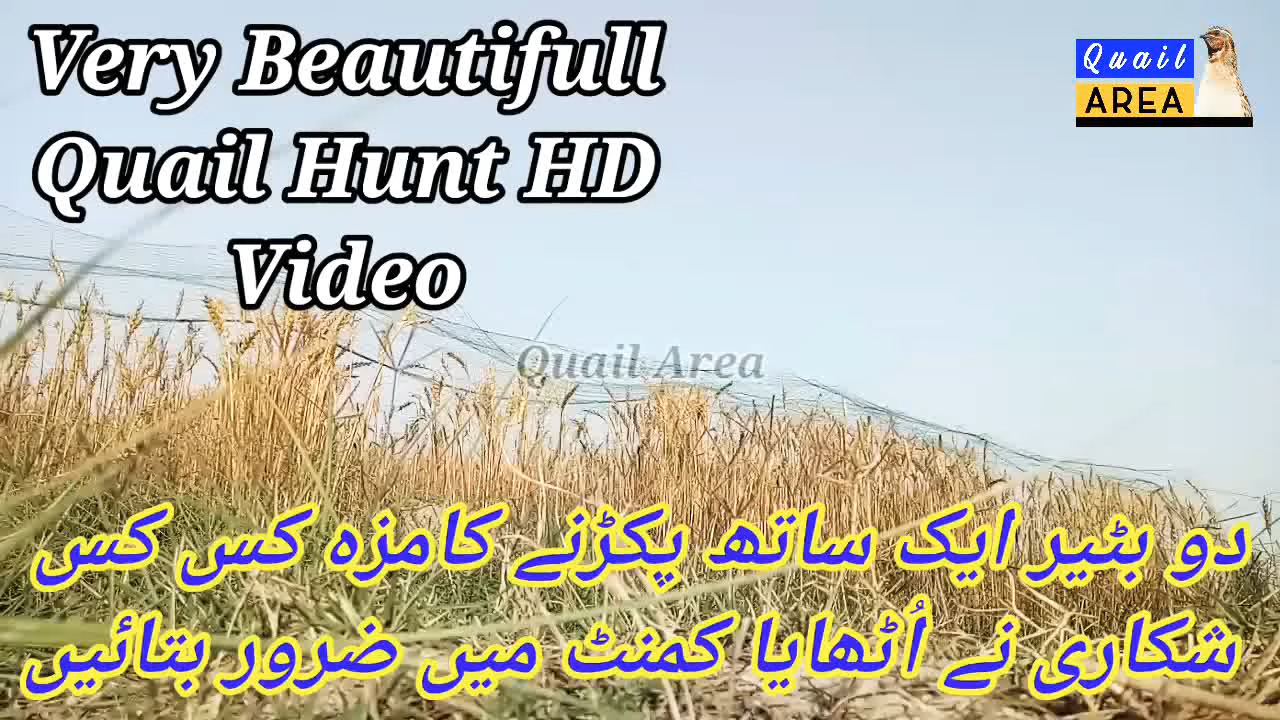 Very Beautifull
Quail Hunt HD
Video
Quail
AREA
Quail Area
دو بٹیر ایک ساتھ پکڑنے کا مزہ کس کس
شکاری نے اُٹھایا کمنٹ میں ضرور بتائیں